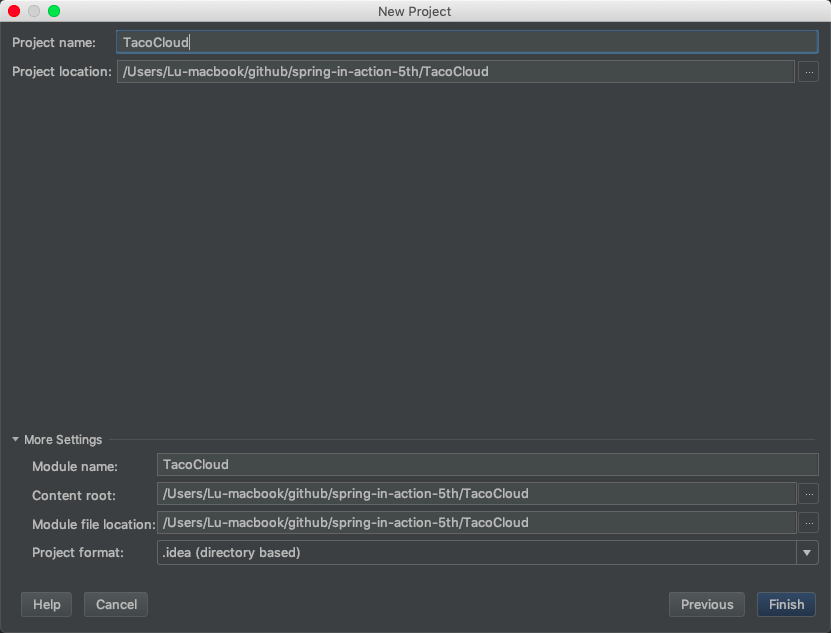 New Project
Project name: TacoCloud
Project location: /Users/Lu-macbook/github/spring-in-action-5th/TacoCloud ...
More Settings
Module name: TacoCloud
Content root: /Users/Lu-macbook/github/spring-in-action-5th/TacoCloud ...
Module file location: /Users/Lu-macbook/github/spring-in-action-5th/TacoCloud ...
Project format: .idea (directory based)
Help Cancel Previous Finish